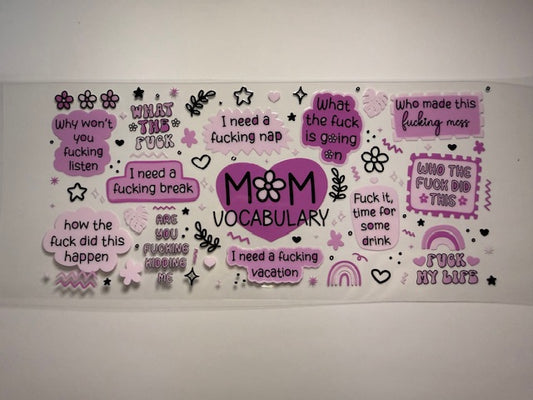 Why won't
you
fucking
listen
WHAT
THE
FUCK
I need a
fucking nap
What
the fuck
is going
on
Who made this
fucking mess
I need a
fucking break
MOM
VOCABULARY
WHO THE
FUCK DID
THIS
Fuck it,
time for
some
drink
how the
fuck did this
happen
ARE
YOU
FUCKING
KIDDING
ME
I need a fucking
vacation
FUCK
MY LIFE